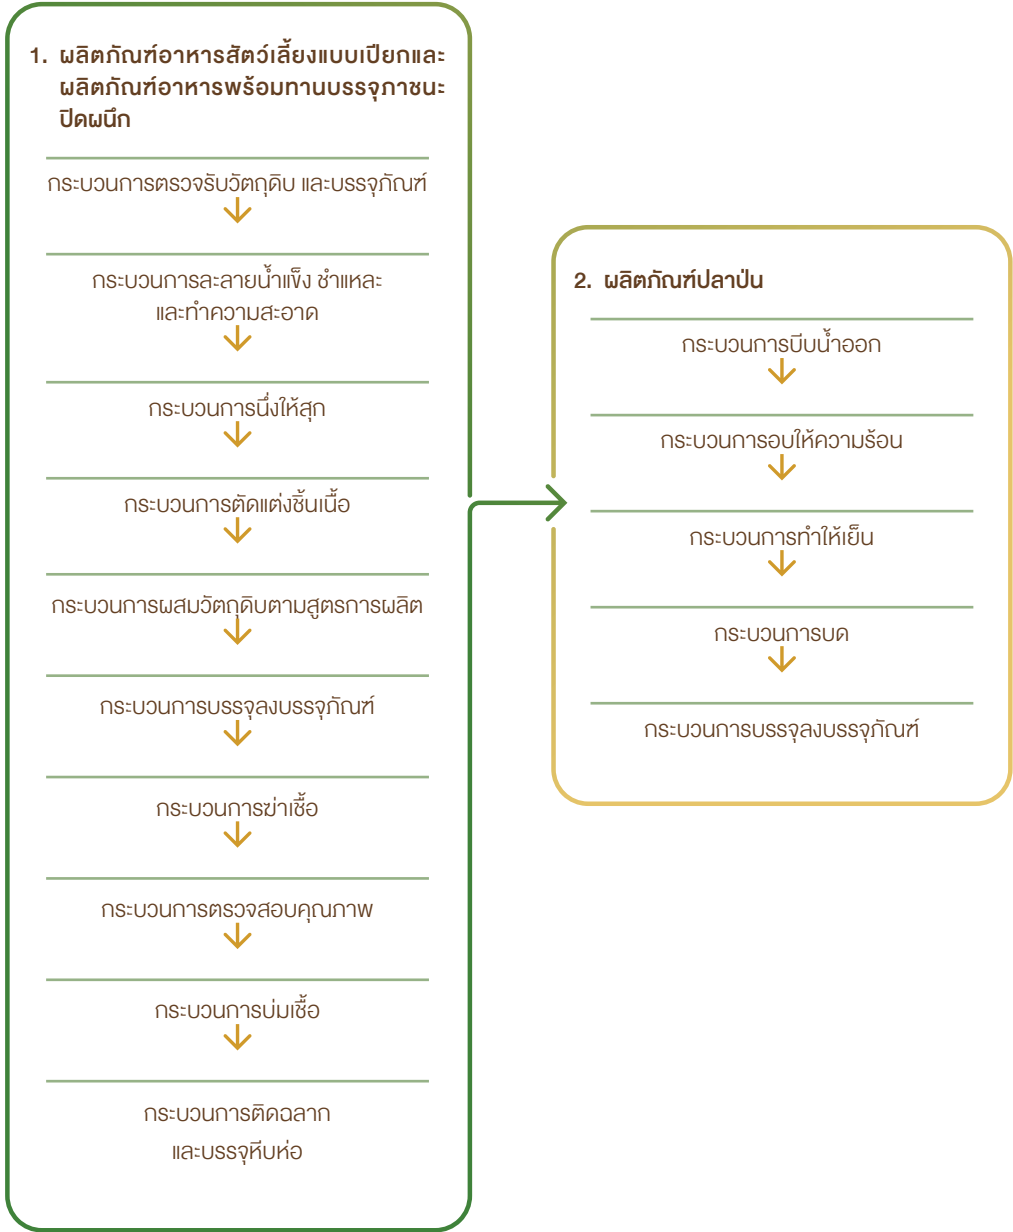 1. ผลิตภัณฑ์อาหารสัตว์เลี้ยงแบบเปียกและ
ผลิตภัณฑ์อาหารพร้อมทานบรรจุภาชนะ
ปิดผนึก
กระบวนการตรวจรับวัตถุดิบ และบรรจุภัณฑ์
กระบวนการละลายน้ำแข็ง ชำแหละ
และทำความสะอาด
กระบวนการนึ่งให้สุก
กระบวนการตัดแต่งชิ้นเนื้อ
กระบวนการผสมวัตถุดิบตามสูตรการผลิต
กระบวนการบรรจุลงบรรจุภัณฑ์
กระบวนการฆ่าเชื้อ
กระบวนการตรวจสอบคุณภาพ
กระบวนการบ่มเชื้อ
กระบวนการติดฉลาก
และบรรจุหีบห่อ
2. ผลิตภัณฑ์ปลาป่น
กระบวนการบีบน้ำออก
กระบวนการอบให้ความร้อน
กระบวนการทำให้เย็น
กระบวนการบด
กระบวนการบรรจุลงบรรจุภัณฑ์